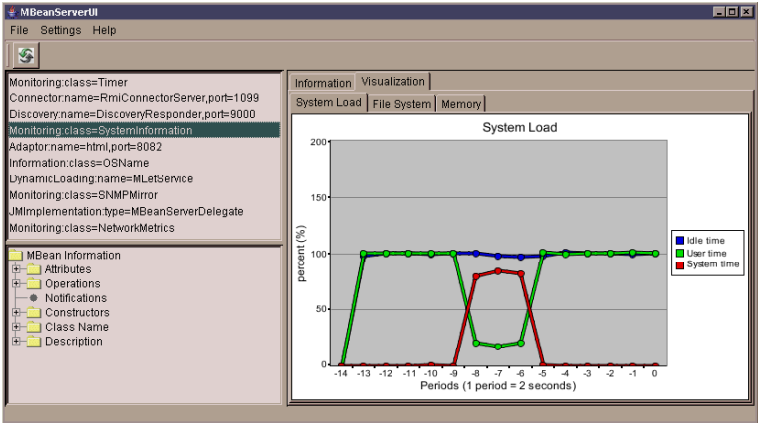 MBeanServerUI
File Settings Help
Monitoring:class=Timer
Connector:name=RmiConnectorServer,port=1099
Discovery:name=DiscoveryResponder,port=9000
Monitoring:class=SystemInformation
Adaptor:name=html,port=8082
Information:class=OSName
DynamicLoading:name=MLetService
Monitoring:class=SNMPMirror
JMImplementation:type=MBeanServerDelegate
Monitoring:class=NetworkMetrics
MBean Information
Attributes
Operations
Notifications
Constructors
Class Name
Description
Information Visualization
System Load File System Memory
System Load
200
150
100
50
0
percent (%)
-14 -13 -12 -11 -10 -9 -8 -7 -6 -5 -4 -3 -2 -1 0
Periods (1 period = 2 seconds)
Idle time
User time
System time